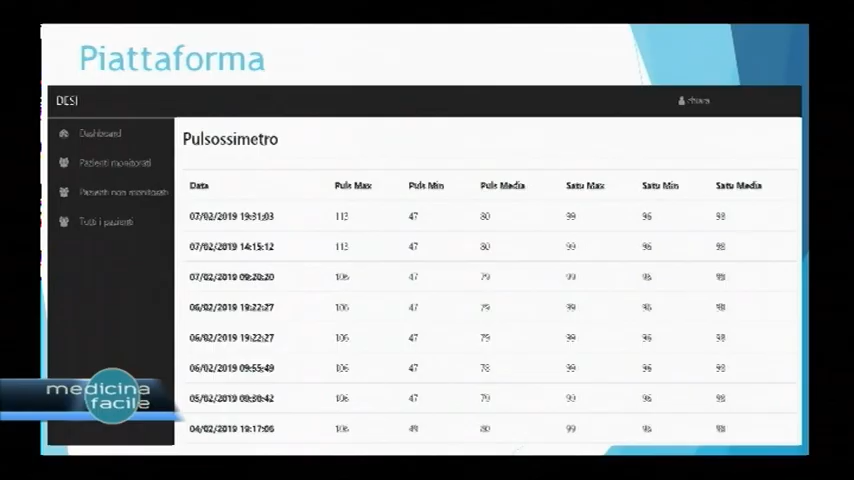 Piattaforma
DESI
chiara
Dashboard
Pazienti monitorati
Pazienti non monitorati
Tutti i pazienti
Pulsossimetro
Data Puls Max Puls Min Puls Media Satu Max Satu Min Satu Media
07/02/2019 19:31:03 113 47 80 99 96 98
07/02/2019 14:15:12 113 47 80 99 96 98
07/02/2019 09:20:20 106 47 79 99 96 98
06/02/2019 19:22:27 106 47 79 99 96 98
06/02/2019 19:22:27 106 47 79 99 96 98
06/02/2019 09:55:49 106 47 78 99 96 98
05/02/2019 09:30:42 106 47 79 99 96 98
04/02/2019 19:17:06 106 49 80 99 96 98
medicina
facile